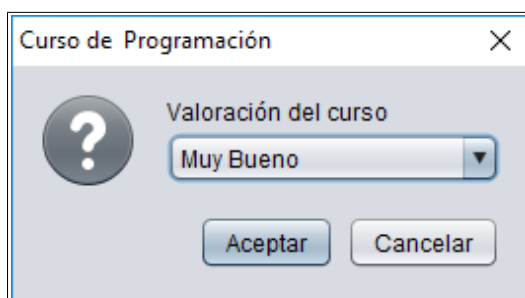 Curso de Programación
Valoración del curso
Muy Bueno
Aceptar Cancelar